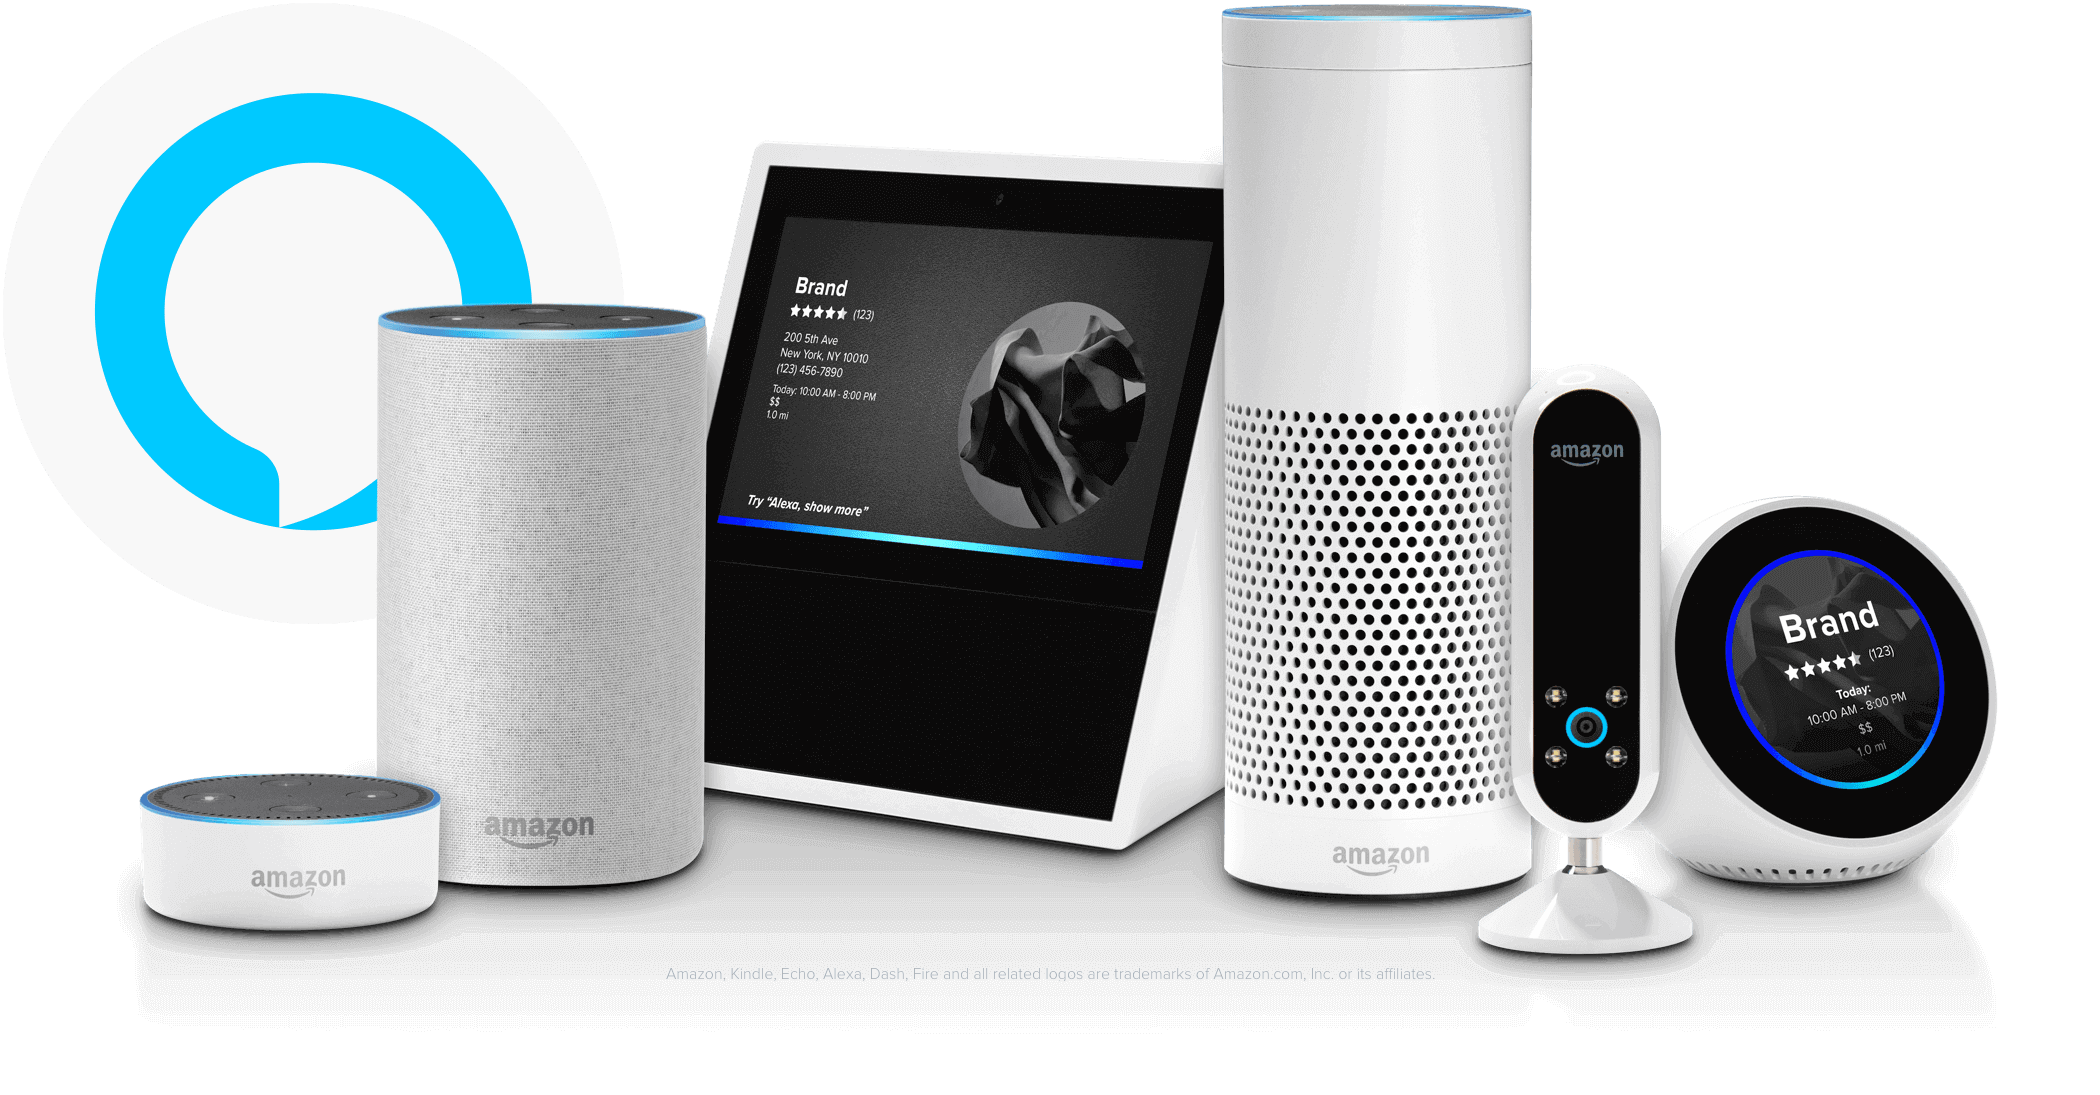 Brand
(123)
200 5th Ave
New York, NY 10010
(123) 456-7890
Today: 10:00 AM - 8:00 PM
$$
1.0 mi
Try “Alexa, show more”
amazon
amazon
amazon
amazon
Brand
(123)
Today:
10:00 AM - 8:00 PM
$$
1.0 mi
Amazon, Kindle, Echo, Alexa, Dash, Fire and all related logos are trademarks of Amazon.com, Inc. or its affiliates.